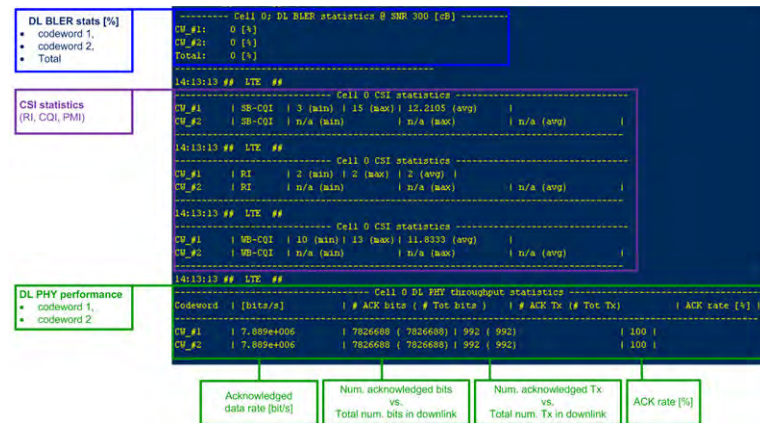 DL BLER stats [%]
• codeword 1,
• codeword 2,
• Total
CSI statistics
(RI, CQI, PMI)
DL PHY performance
• codeword 1,
• codeword 2
---------- Cell 0; DL BLER statistics @ SNR 300 [cB] ----------
CW_#1: 0 [%]
CW_#2: 0 [%]
Total: 0 [%]
14:13:13 ## LTE ##
---------- Cell 0 CSI statistics ----------
CW_#1 | SB-CQI | 3 (min) | 15 (max)| 12.2105 (avg) |
CW_#2 | SB-CQI | n/a (min) | n/a (max) | n/a (avg) |
14:13:13 ## LTE ##
---------- Cell 0 CSI statistics ----------
CW_#1 | RI | 2 (min) | 2 (max) | 2 (avg) |
CW_#2 | RI | n/a (min) | n/a (max) | n/a (avg) |
14:13:13 ## LTE ##
---------- Cell 0 CSI statistics ----------
CW_#1 | WB-CQI | 10 (min)| 13 (max)| 11.8333 (avg) |
CW_#2 | WB-CQI | n/a (min) | n/a (max) | n/a (avg) |
14:13:13 ## LTE ##
---------- Cell 0 DL PHY throughput statistics ----------
Codeword | [bits/s] | # ACK bits ( # Tot bits ) | # ACK Tx (# Tot Tx) | ACK rate [%] |
CW_#1 | 7.889e+006 | 7826688 ( 7826688) | 992 ( 992) | 100 |
CW_#2 | 7.889e+006 | 7826688 ( 7826688) | 992 ( 992) | 100 |
Acknowledged
data rate [bit/s]
Num. acknowledged bits
vs.
Total num. bits in downlink
Num. acknowledged Tx
vs.
Total num. Tx in downlink
ACK rate [%]